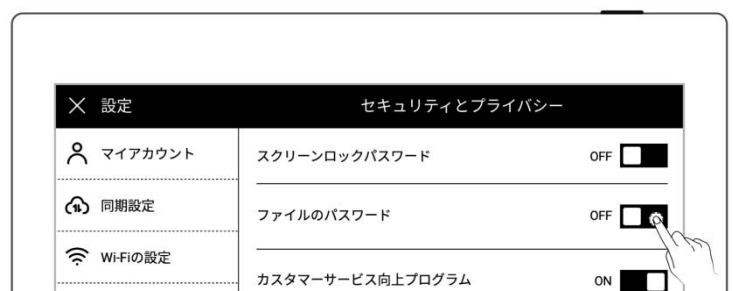 設定
セキュリティとプライバシー
マイアカウント
スクリーンロックパスワード OFF
同期設定
ファイルのパスワード OFF
Wi-Fiの設定
カスタマーサービス向上プログラム ON